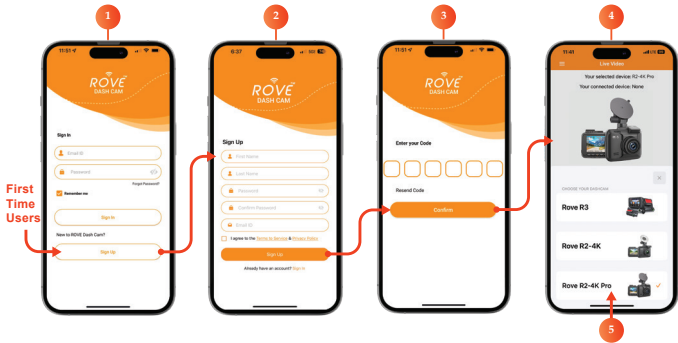 1
2
3
4
11:51
ROVE
DASH CAM
Sign In
Email ID
Password
Forgot Password?
Remember me
Sign In
New to ROVE Dash Cam?
Sign Up
First
Time
Users
6:37
ROVE
DASH CAM
Sign Up
First Name
Last Name
Password
Confirm Password
Email ID
I agree to the Terms to Service & Privacy Policy
Sign Up
Already have an account? Sign In
11:51
ROVE
DASH CAM
Enter your Code
Resend Code
Confirm
11:41
LTE
Live Video
Your selected device: R2-4K Pro
Your connected device: None
CHOOSE YOUR DASHCAM
Rove R3
Rove R2-4K
Rove R2-4K Pro
5